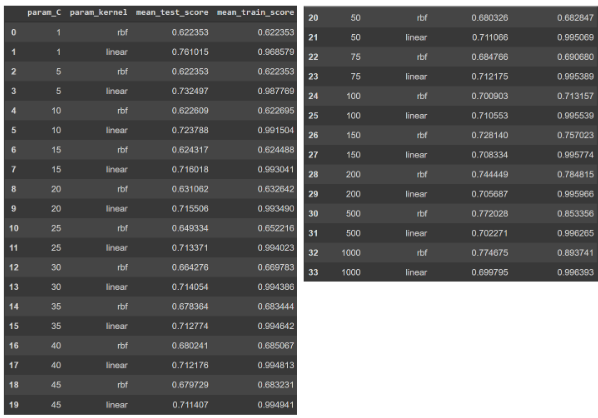 param_C param_kernel mean_test_score mean_train_score
0 1 rbf 0.622353 0.622353
1 1 linear 0.761015 0.968579
2 5 rbf 0.622353 0.622353
3 5 linear 0.732497 0.987769
4 10 rbf 0.622609 0.622695
5 10 linear 0.723788 0.991504
6 15 rbf 0.624317 0.624488
7 15 linear 0.716018 0.993041
8 20 rbf 0.631062 0.632642
9 20 linear 0.715506 0.993490
10 25 rbf 0.649334 0.652216
11 25 linear 0.713371 0.994023
12 30 rbf 0.664276 0.669783
13 30 linear 0.714054 0.994386
14 35 rbf 0.678364 0.683444
15 35 linear 0.712774 0.994642
16 40 rbf 0.680241 0.685067
17 40 linear 0.712176 0.994813
18 45 rbf 0.679729 0.683231
19 45 linear 0.711407 0.994941
20 50 rbf 0.680326 0.682847
21 50 linear 0.711066 0.995069
22 75 rbf 0.684766 0.690680
23 75 linear 0.712175 0.995389
24 100 rbf 0.700903 0.713157
25 100 linear 0.710553 0.995539
26 150 rbf 0.728140 0.757023
27 150 linear 0.708334 0.995774
28 200 rbf 0.744449 0.784815
29 200 linear 0.705687 0.995966
30 500 rbf 0.772028 0.853356
31 500 linear 0.702271 0.996265
32 1000 rbf 0.774675 0.893741
33 1000 linear 0.699795 0.996393